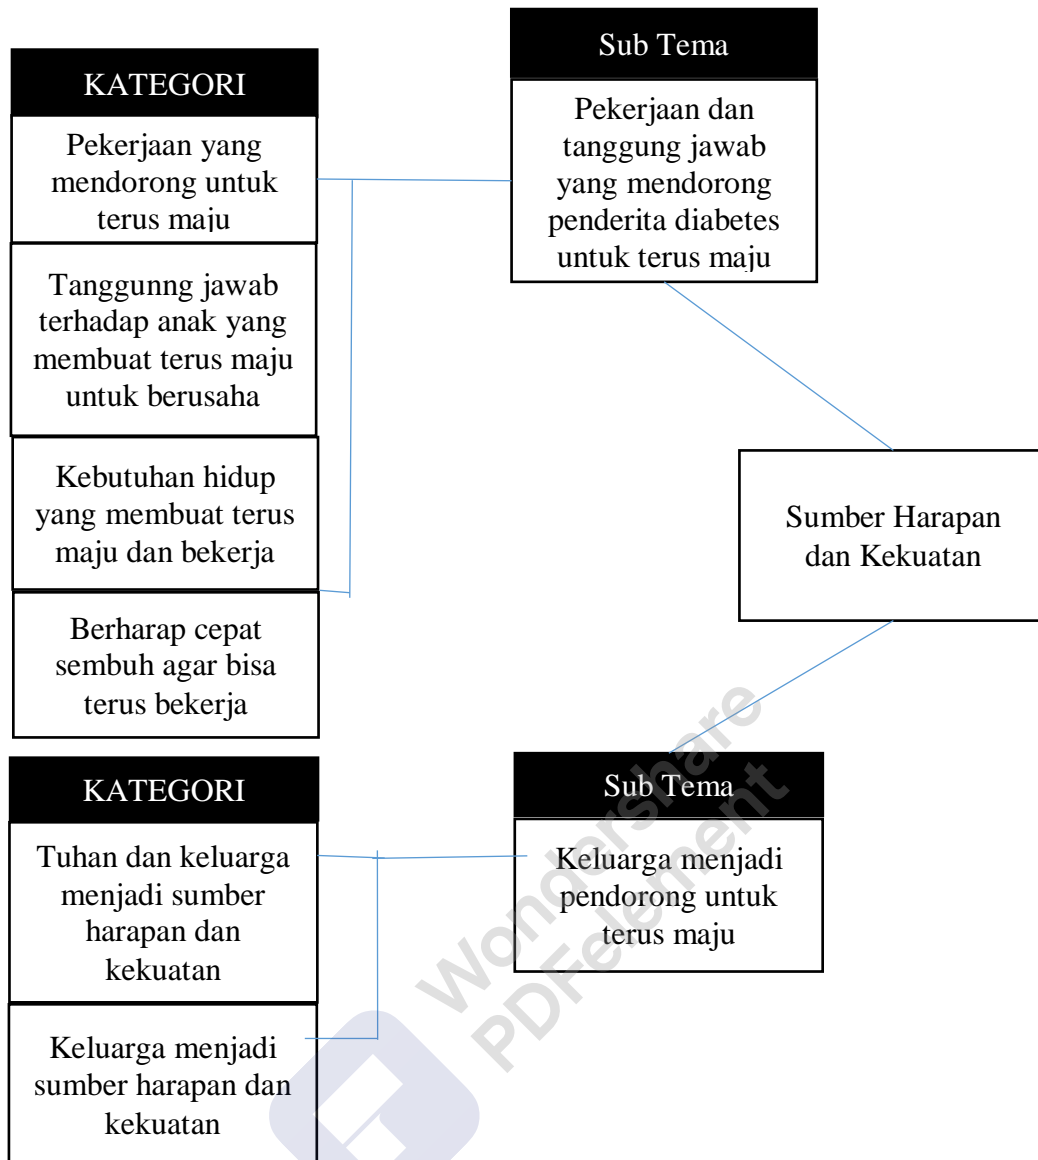 KATEGORI
Pekerjaan yang
mendorong untuk
terus maju
Tanggunng jawab
terhadap anak yang
membuat terus maju
untuk berusaha
Kebutuhan hidup
yang membuat terus
maju dan bekerja
Berharap cepat
sembuh agar bisa
terus bekerja
Sub Tema
Pekerjaan dan
tanggung jawab
yang mendorong
penderita diabetes
untuk terus maju
Sumber Harapan
dan Kekuatan
KATEGORI
Tuhan dan keluarga
menjadi sumber
harapan dan
kekuatan
Keluarga menjadi
sumber harapan dan
kekuatan
Sub Tema
Keluarga menjadi
pendorong untuk
terus maju
Wondershare
PDFelement